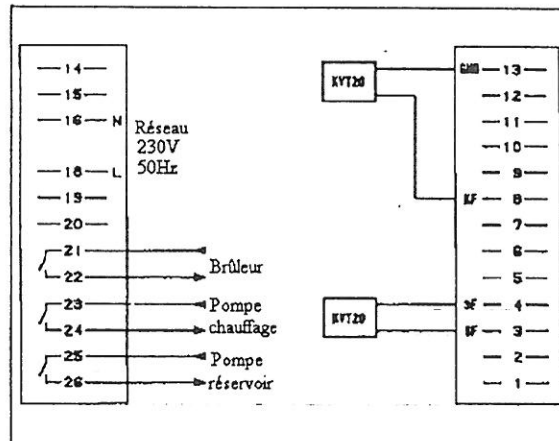 14
15
16 N
18 L
19
20
21
22
23
24
25
26
Réseau
230V
50Hz
Brûleur
Pompe
chauffage
Pompe
réservoir
KVT20
KVT20
GND 13
12
11
10
9
KF 8
7
6
5
SF 4
SF 3
2
1